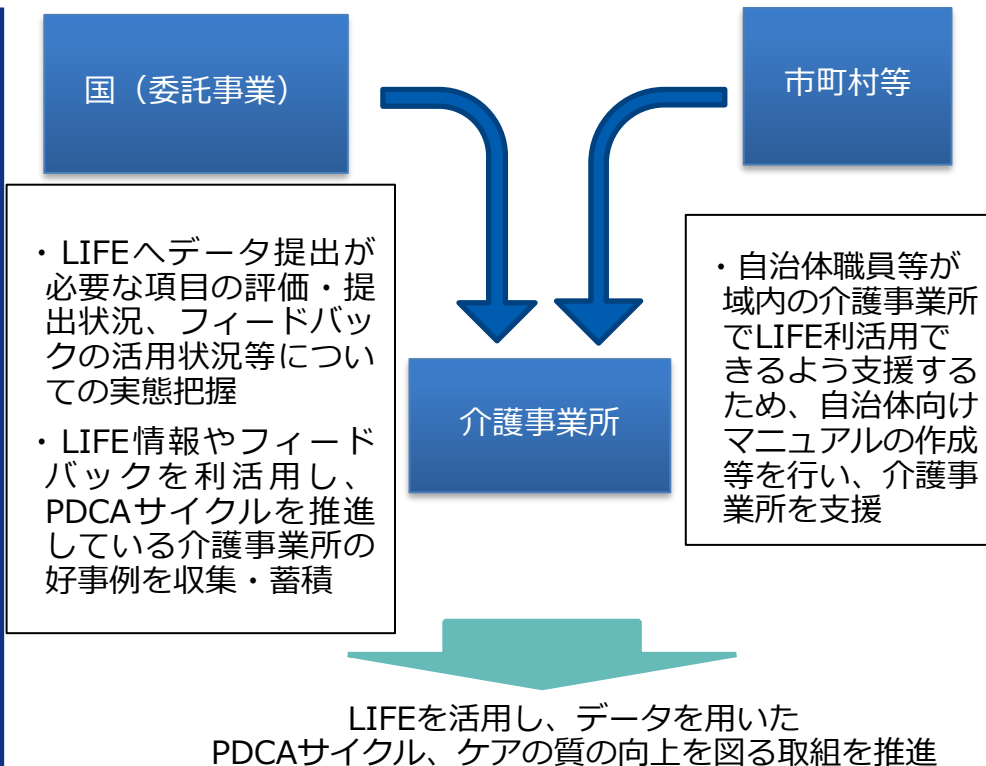 国（委託事業）
市町村等
・LIFEへデータ提出が
必要な項目の評価・提
出状況、フィードバッ
クの活用状況等につい
ての実態把握
・LIFE情報やフィード
バックを利活用し、
PDCAサイクルを推進
している介護事業所の
好事例を収集・蓄積
介護事業所
・自治体職員等が
域内の介護事業所
でLIFE利活用で
きるよう支援する
ため、自治体向け
マニュアルの作成
等を行い、介護事
業所を支援
LIFEを活用し、データを用いた
PDCAサイクル、ケアの質の向上を図る取組を推進